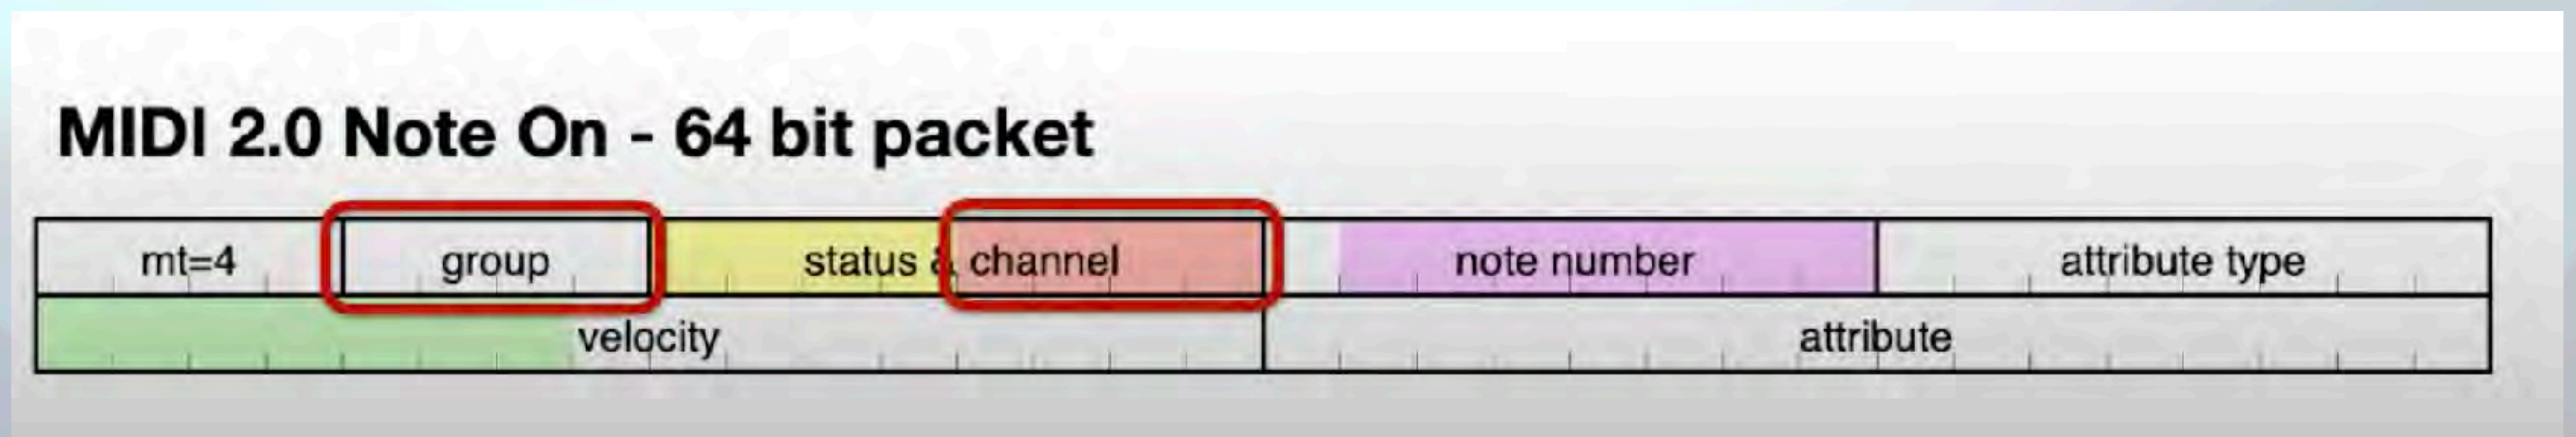 MIDI 2.0 Note On - 64 bit packet
mt=4 group status & channel note number attribute type
velocity attribute